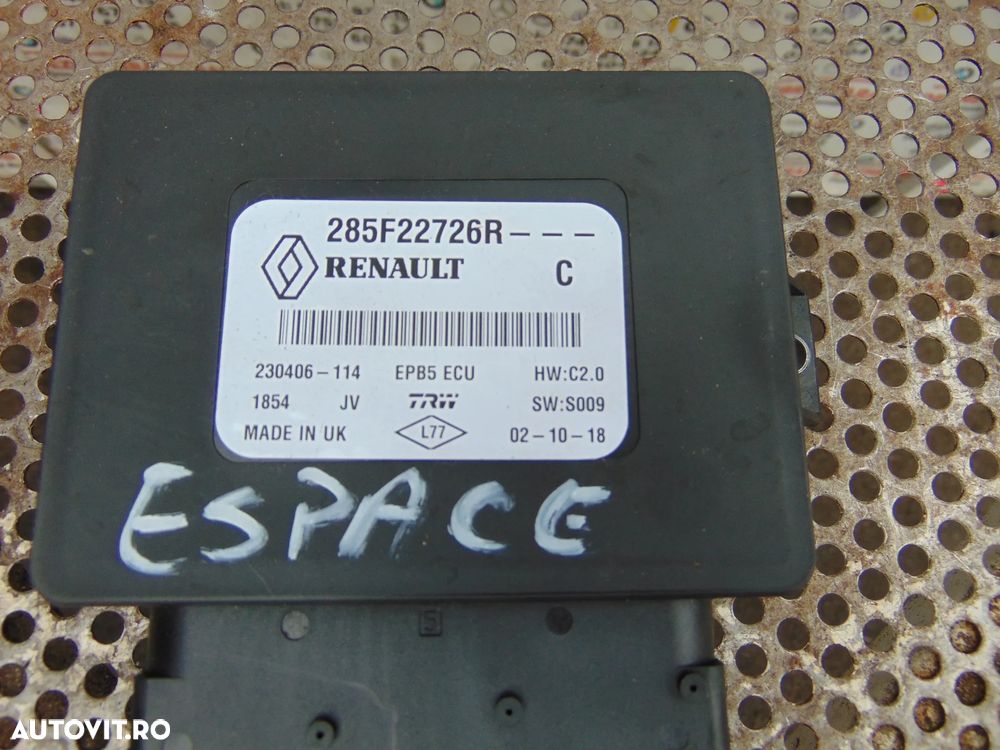 285F22726R---
RENAULT C
230406-114 EPB5 ECU HW:C2.0
1854 JV TRW SW:S009
MADE IN UK L77 02-10-18
ESPACE
5
AUTOVIT.RO